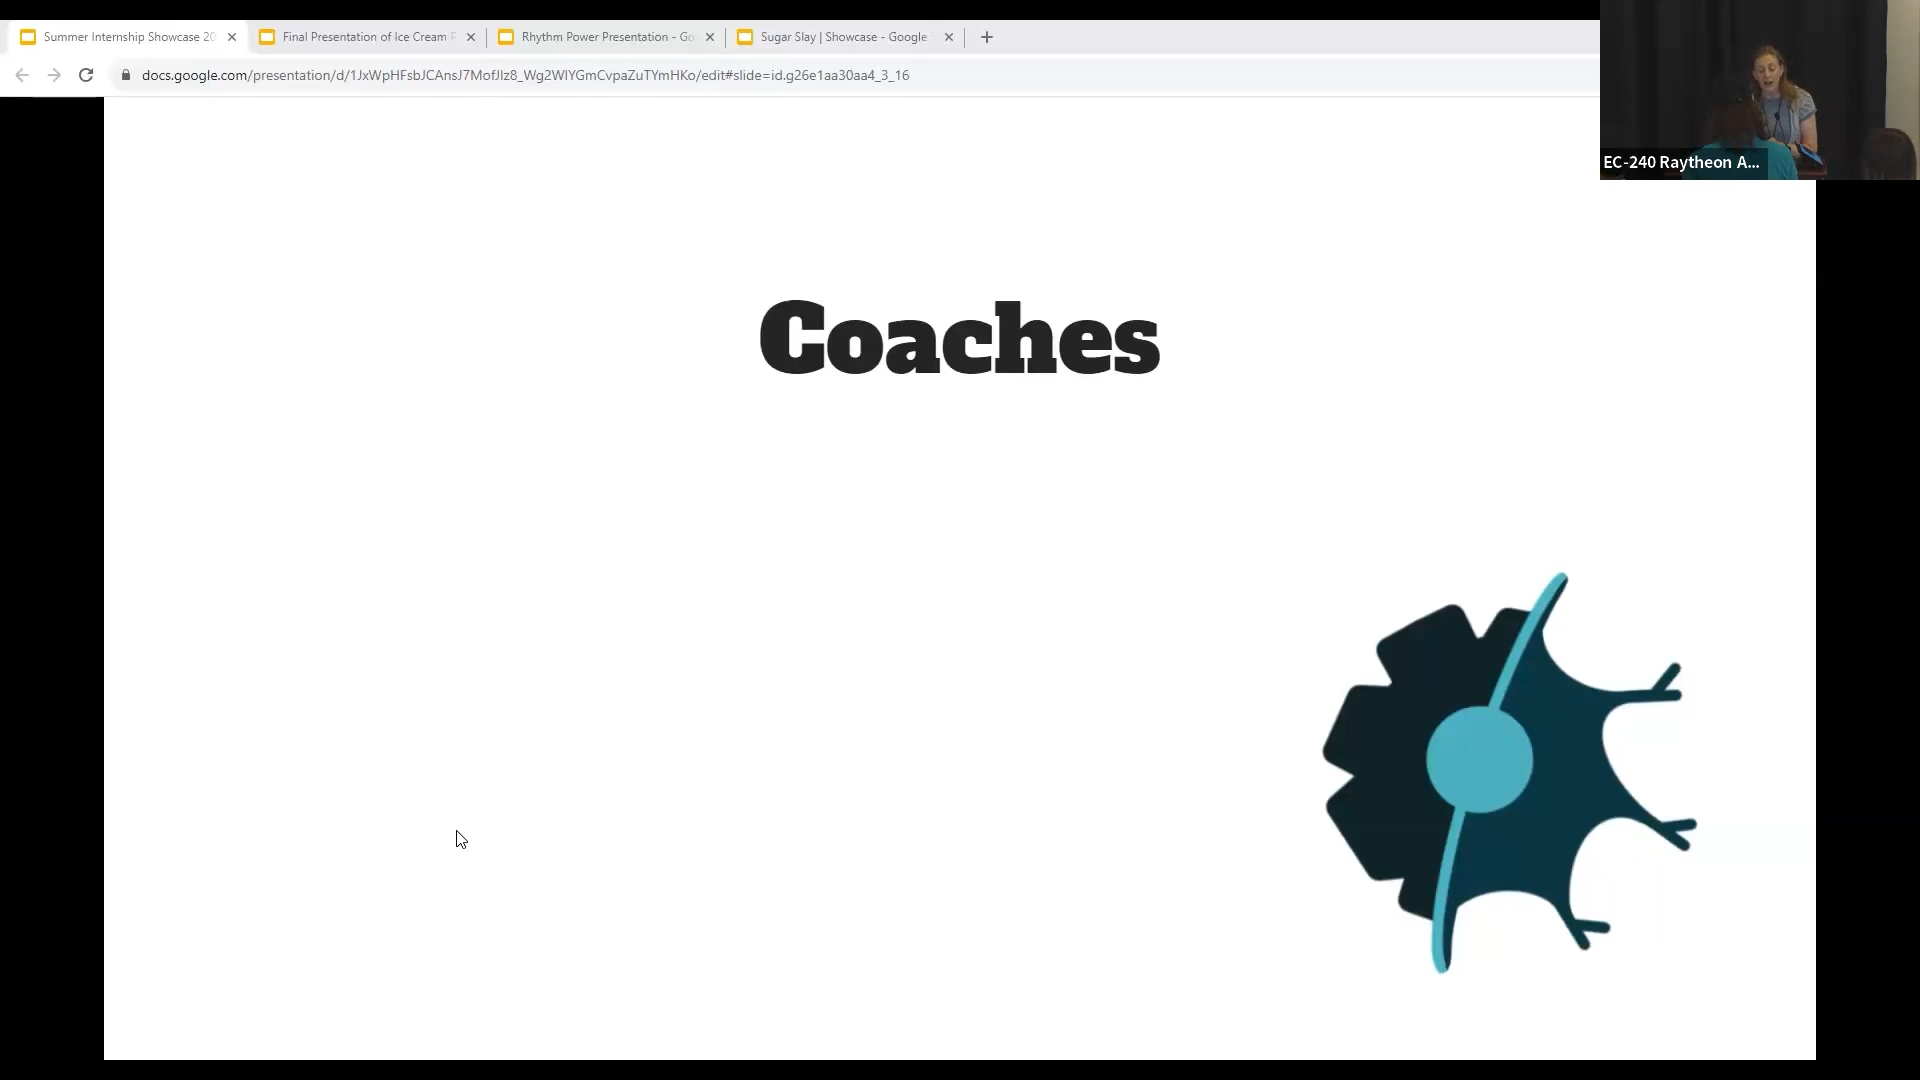 Summer Internship Showcase 20
Final Presentation of Ice Cream P
Rhythm Power Presentation - Go
Sugar Slay | Showcase - Google
docs.google.com/presentation/d/1JxWpHFsbJCAnsJ7MofJIz8_Wg2WlYGmCvpaZuTYmHKo/edit#slide=id.g26e1aa30aa4_3_16
EC-240 Raytheon A...
Coaches